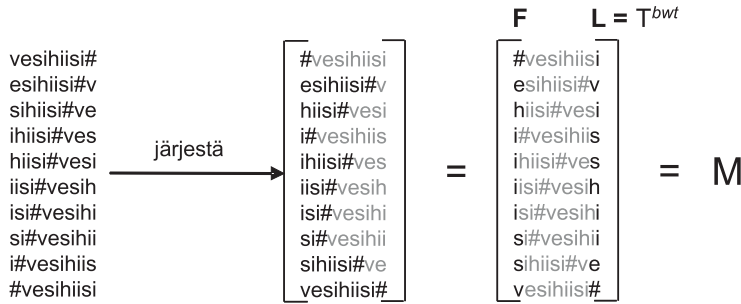 vesihiisi#
esihiisi#v
sihiisi#ve
ihiisi#ves
hiisi#vesi
iisi#vesih
isi#vesihi
si#vesihii
i#vesihiis
#vesihiisi
järjestä
#vesihiisi
esihiisi#v
hiisi#vesi
i#vesihiis
ihiisi#ves
iisi#vesih
isi#vesihi
si#vesihii
sihiisi#ve
vesihiisi#
=
F L = T^bwt
#vesihiisi
esihiisi#v
hiisi#vesi
i#vesihiis
ihiisi#ves
iisi#vesih
isi#vesihi
si#vesihii
sihiisi#ve
vesihiisi#
= M